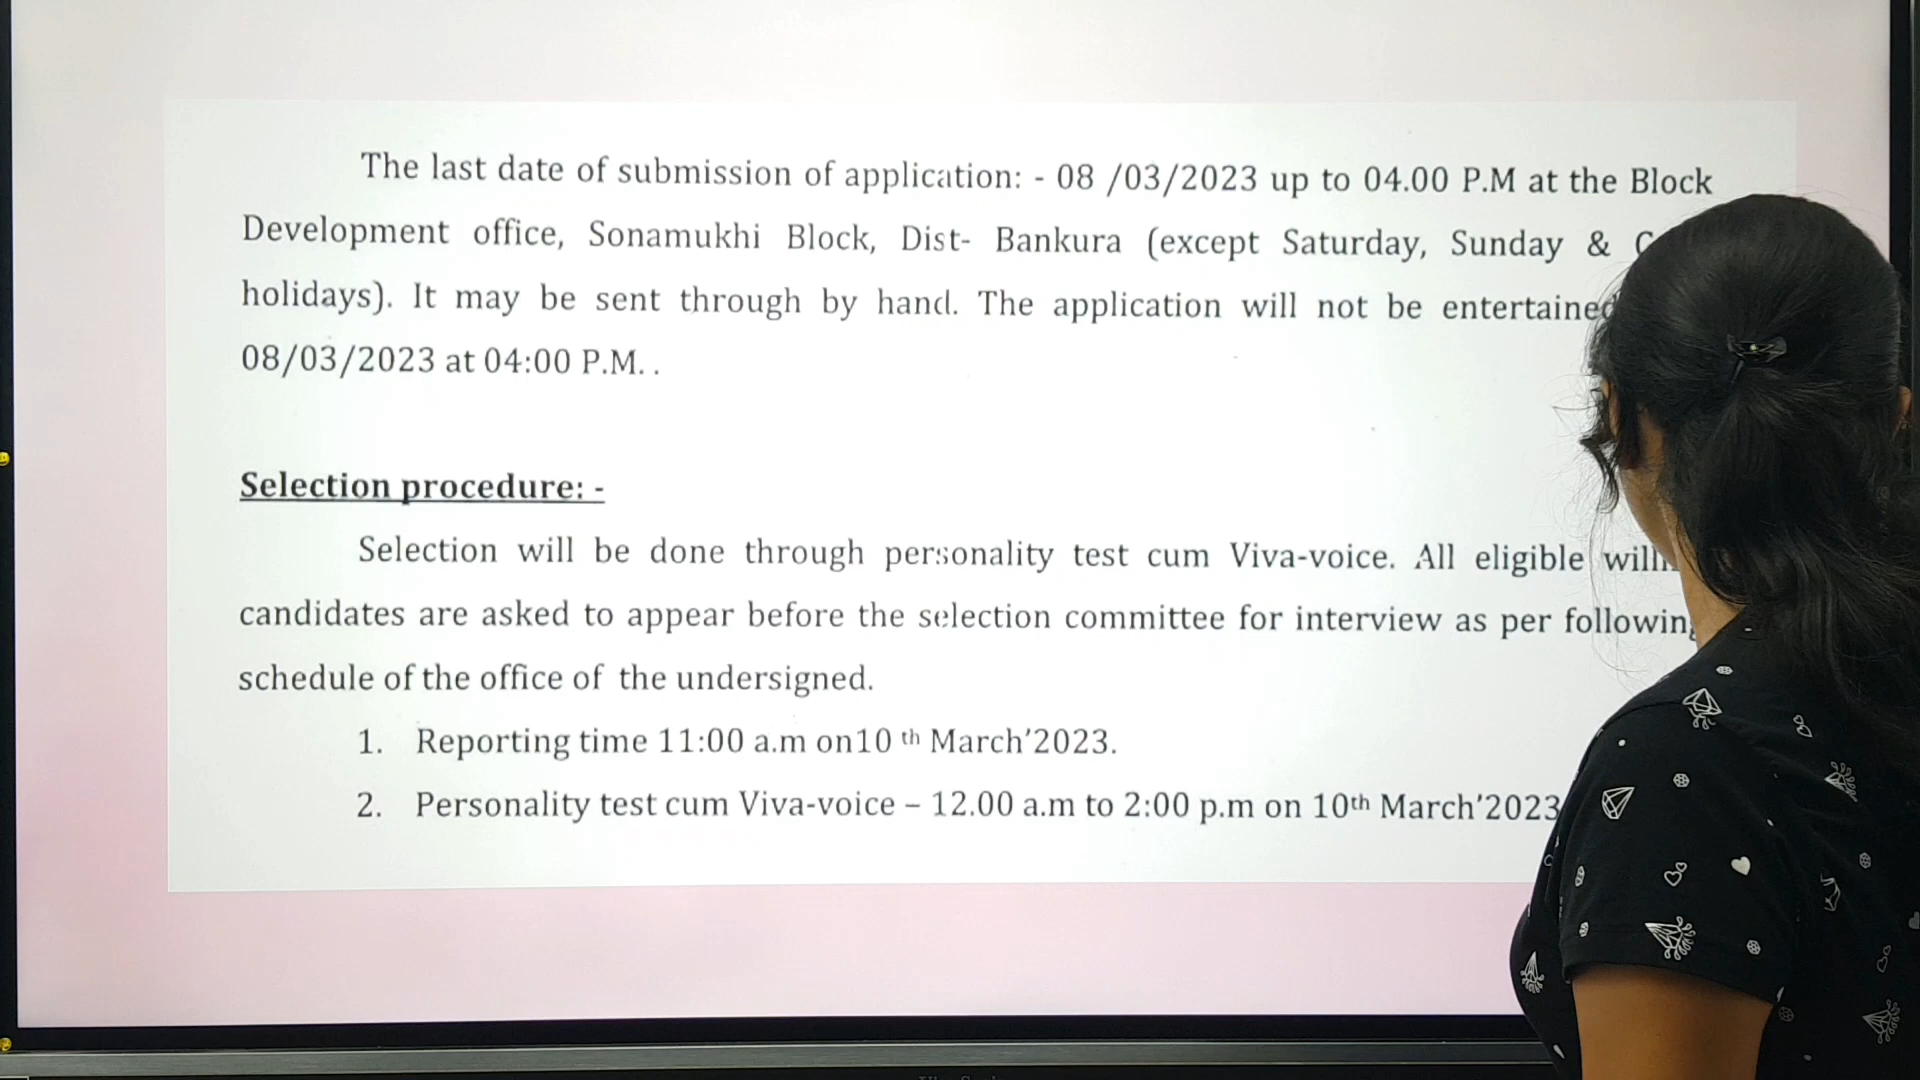 The last date of submission of application: - 08 /03/2023 up to 04.00 P.M at the Block
Development office, Sonamukhi Block, Dist- Bankura (except Saturday, Sunday &
holidays). It may be sent through by hand. The application will not be entertained
08/03/2023 at 04:00 P.M. .
Selection procedure: -
Selection will be done through personality test cum Viva-voice. All eligible
candidates are asked to appear before the selection committee for interview as per following
schedule of the office of the undersigned.
1. Reporting time 11:00 a.m on10 th March'2023.
2. Personality test cum Viva-voice – 12.00 a.m to 2:00 p.m on 10th March'2023